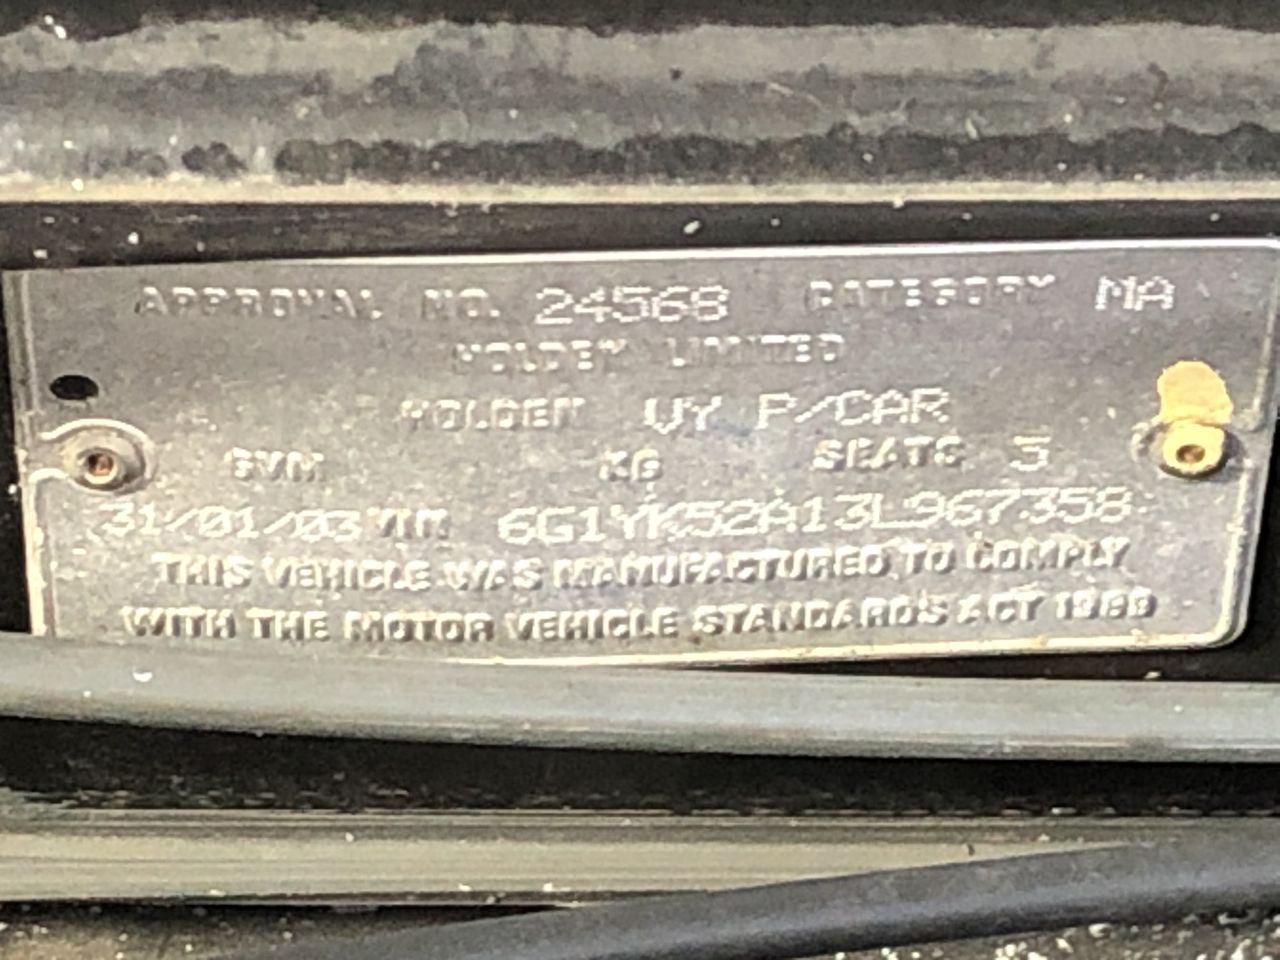 APPROVAL NO. 24568 CATEGORY MA
HOLDEN LIMITED
HOLDEN VY P/CAR
GVM KG SEATS 5
31/01/03 VIN 6G1YK52A13L967358
THIS VEHICLE WAS MANUFACTURED TO COMPLY
WITH THE MOTOR VEHICLE STANDARDS ACT 1989